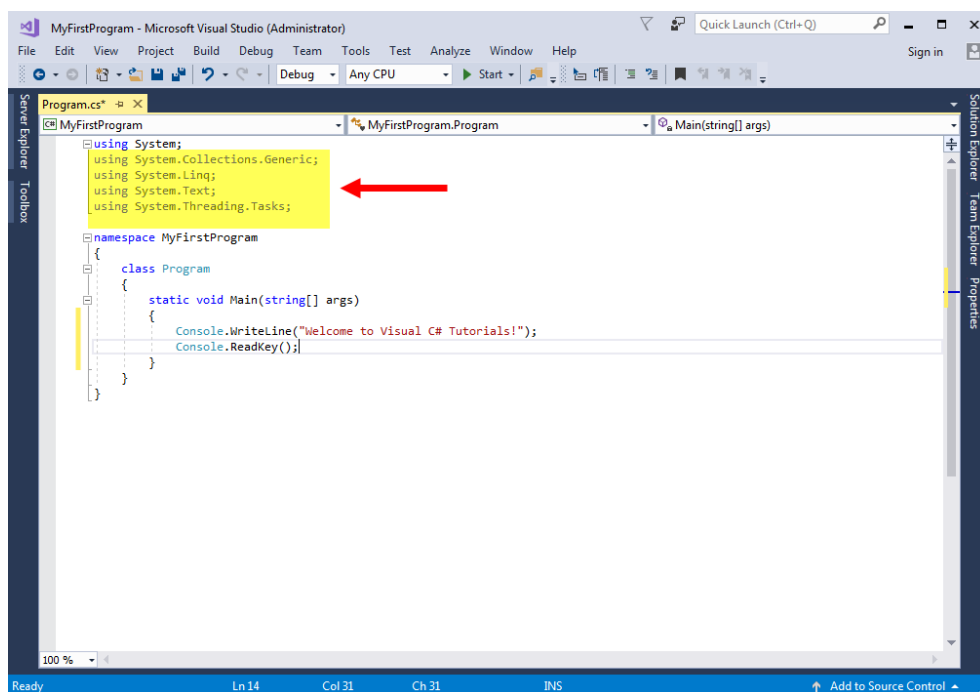 MyFirstProgram - Microsoft Visual Studio (Administrator)
Quick Launch (Ctrl+Q)
File Edit View Project Build Debug Team Tools Test Analyze Window Help
Sign in
Debug Any CPU Start
Server Explorer
Toolbox
Program.cs*
C# MyFirstProgram
MyFirstProgram.Program
Main(string[] args)
using System;
using System.Collections.Generic;
using System.Linq;
using System.Text;
using System.Threading.Tasks;
namespace MyFirstProgram
{
class Program
{
static void Main(string[] args)
{
Console.WriteLine("Welcome to Visual C# Tutorials!");
Console.ReadKey();
}
}
}
Solution Explorer
Team Explorer
Properties
100 %
Ready Ln 14 Col 31 Ch 31 INS Add to Source Control